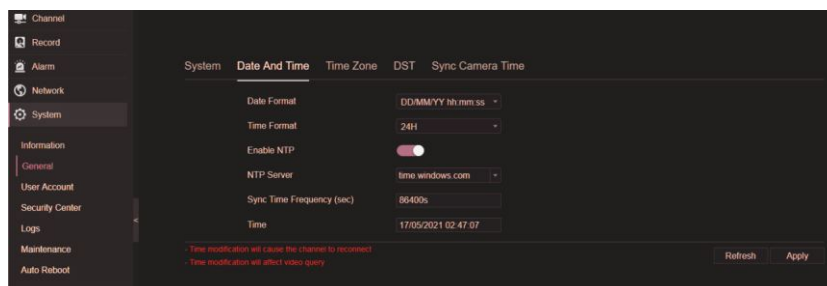 Channel
Record
Alarm
Network
System
Information
General
User Account
Security Center
Logs
Maintenance
Auto Reboot
System Date And Time Time Zone DST Sync Camera Time
Date Format DD/MM/YY hh:mm:ss
Time Format 24H
Enable NTP
NTP Server time.windows.com
Sync Time Frequency (sec) 86400s
Time 17/05/2021 02:47:07
- Time modification will cause the channel to reconnect
- Time modification will affect video query
Refresh Apply